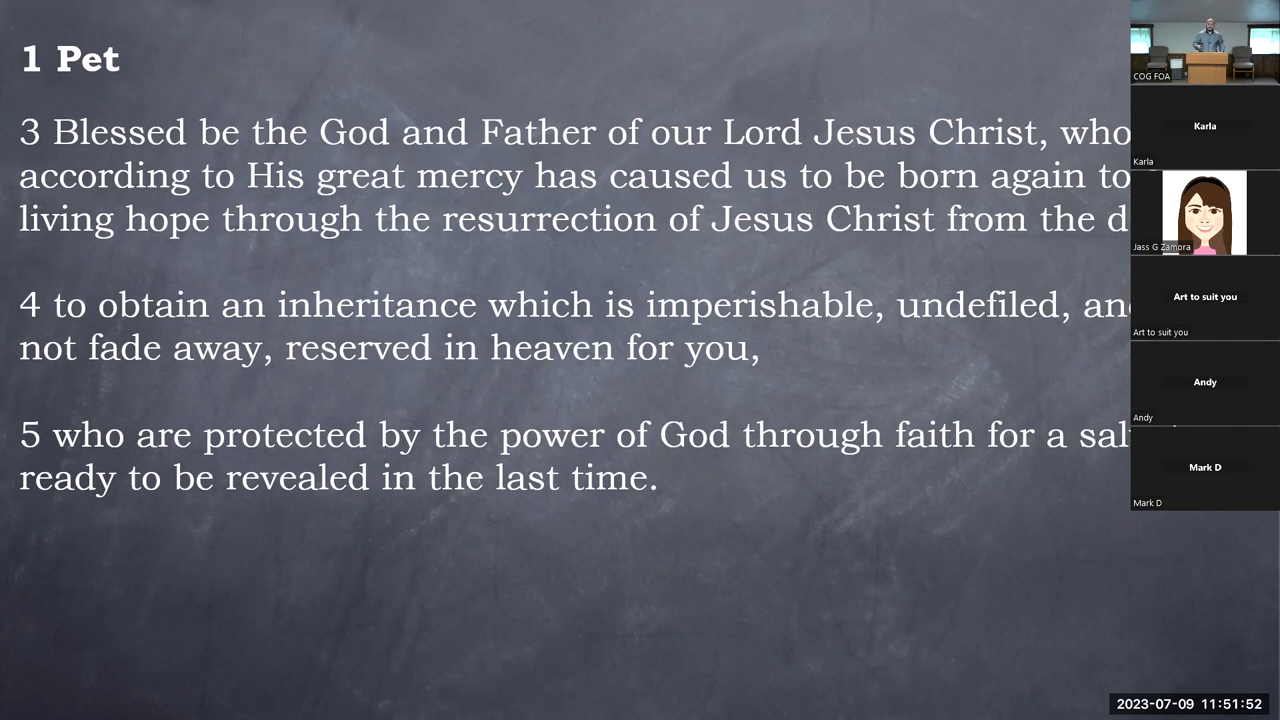 1 Pet
3 Blessed be the God and Father of our Lord Jesus Christ, who
according to His great mercy has caused us to be born again to
living hope through the resurrection of Jesus Christ from the d
4 to obtain an inheritance which is imperishable, undefiled, an
not fade away, reserved in heaven for you,
5 who are protected by the power of God through faith for a sal
ready to be revealed in the last time.
COG FOA
Karla
Karla
Jass G Zamora
Art to suit you
Art to suit you
Andy
Andy
Mark D
Mark D
2023-07-09 11:51:52